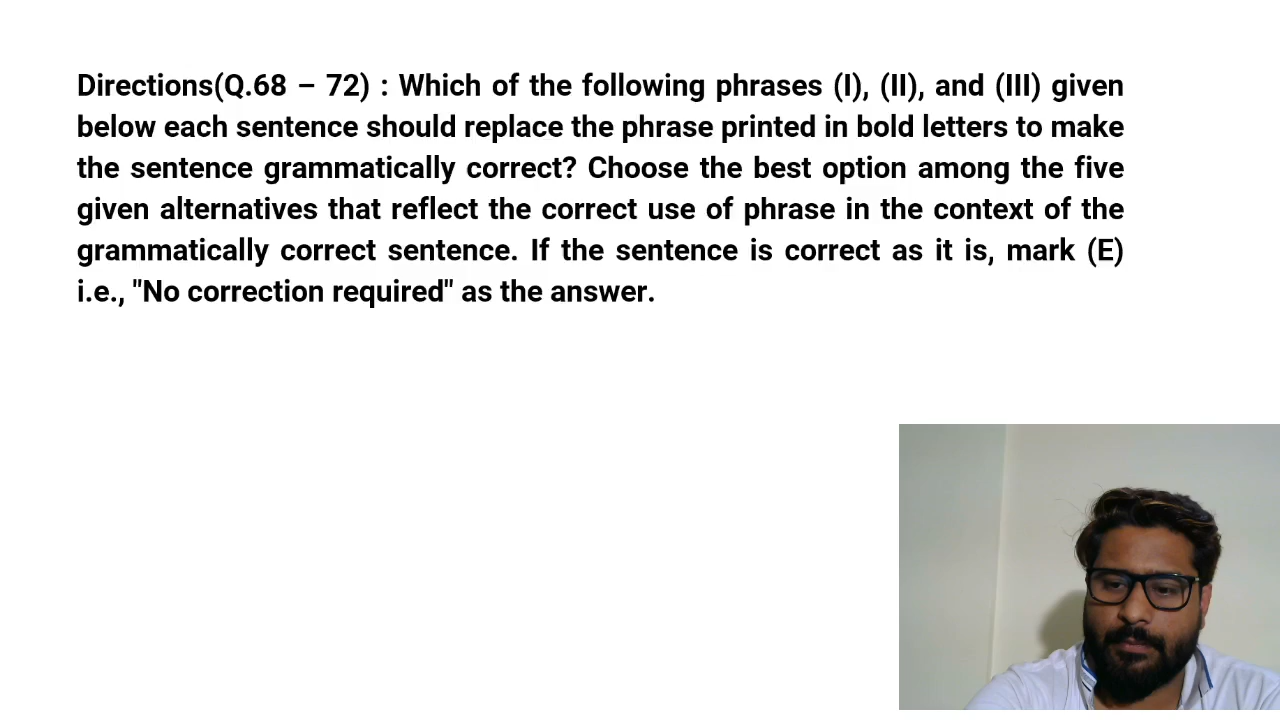 Directions(Q.68 – 72) : Which of the following phrases (I), (II), and (III) given
below each sentence should replace the phrase printed in bold letters to make
the sentence grammatically correct? Choose the best option among the five
given alternatives that reflect the correct use of phrase in the context of the
grammatically correct sentence. If the sentence is correct as it is, mark (E)
i.e., "No correction required" as the answer.